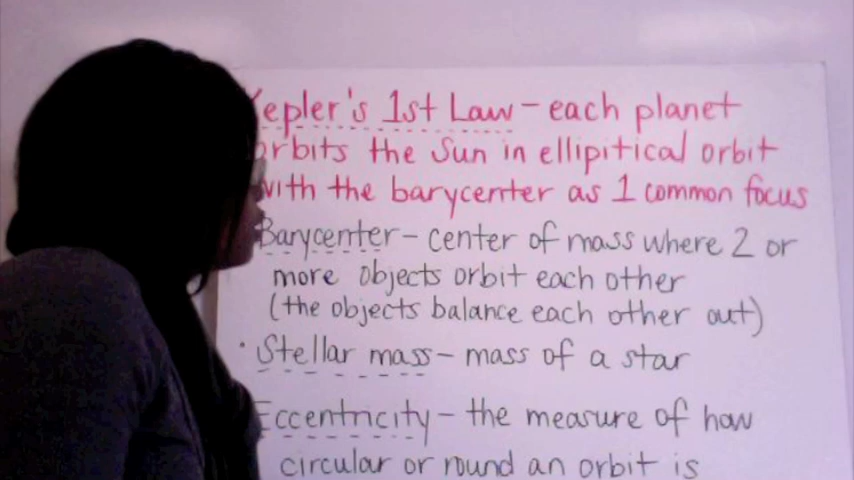 Kepler's 1st Law - each planet
orbits the Sun in ellipitical orbit
with the barycenter as 1 common focus
Barycenter - center of mass where 2 or
more objects orbit each other
(the objects balance each other out)
· Stellar mass - mass of a star
Eccentricity - the measure of how
circular or round an orbit is